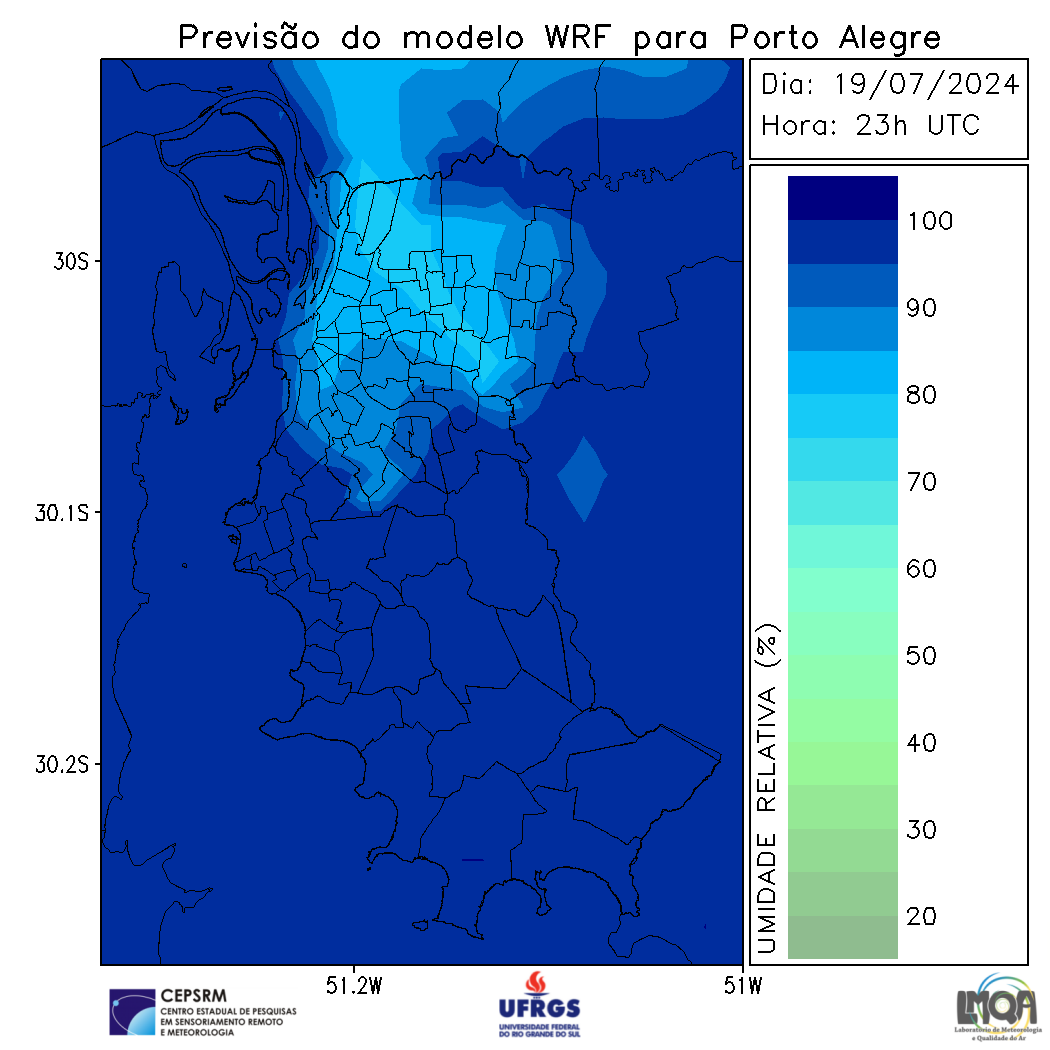 Previsão do modelo WRF para Porto Alegre
Dia: 19/07/2024
Hora: 23h UTC
30S
30.1S
30.2S
51.2W
51W
100
90
80
70
60
50
40
30
20
UMIDADE RELATIVA (%)
CEPSRM
CENTRO ESTADUAL DE PESQUISAS
EM SENSORIAMENTO REMOTO
E METEOROLOGIA
UFRGS
UNIVERSIDADE FEDERAL
DO RIO GRANDE DO SUL
LMQA
Laboratório de Meteorologia
e Qualidade do Ar